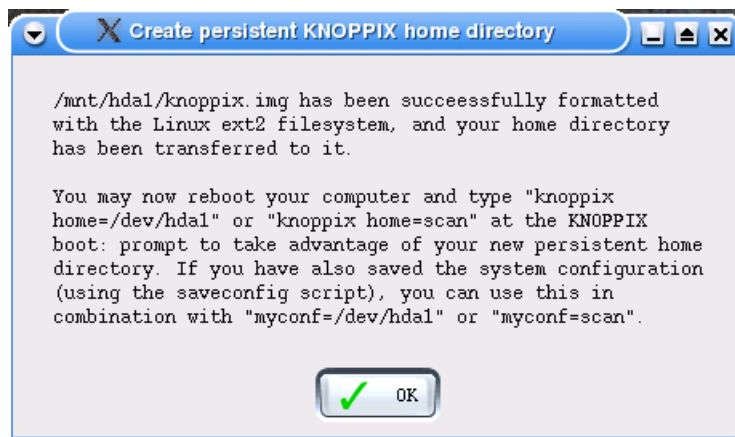 Create persistent KNOPPIX home directory
/mnt/hda1/knoppix.img has been succeessfully formatted
with the Linux ext2 filesystem, and your home directory
has been transferred to it.
You may now reboot your computer and type "knoppix
home=/dev/hda1" or "knoppix home=scan" at the KNOPPIX
boot: prompt to take advantage of your new persistent home
directory. If you have also saved the system configuration
(using the saveconfig script), you can use this in
combination with "myconf=/dev/hda1" or "myconf=scan".
OK